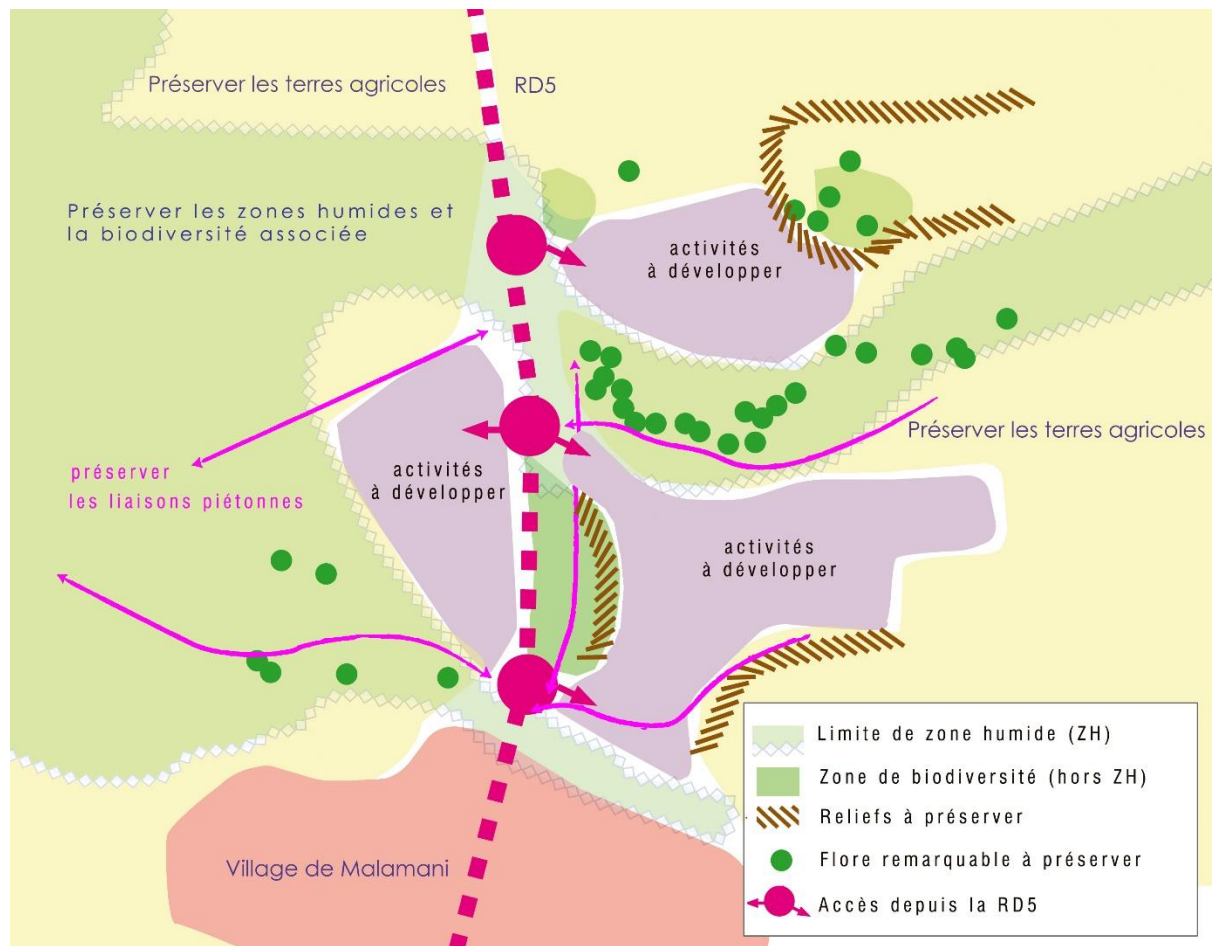 Préserver les terres agricoles
RD5
Préserver les zones humides et
la biodiversité associée
activités
à développer
préserver
les liaisons piétonnes
activités
à développer
Préserver les terres agricoles
activités
à développer
Village de Malamani
Limite de zone humide (ZH)
Zone de biodiversité (hors ZH)
Reliefs à préserver
Flore remarquable à préserver
Accès depuis la RD5